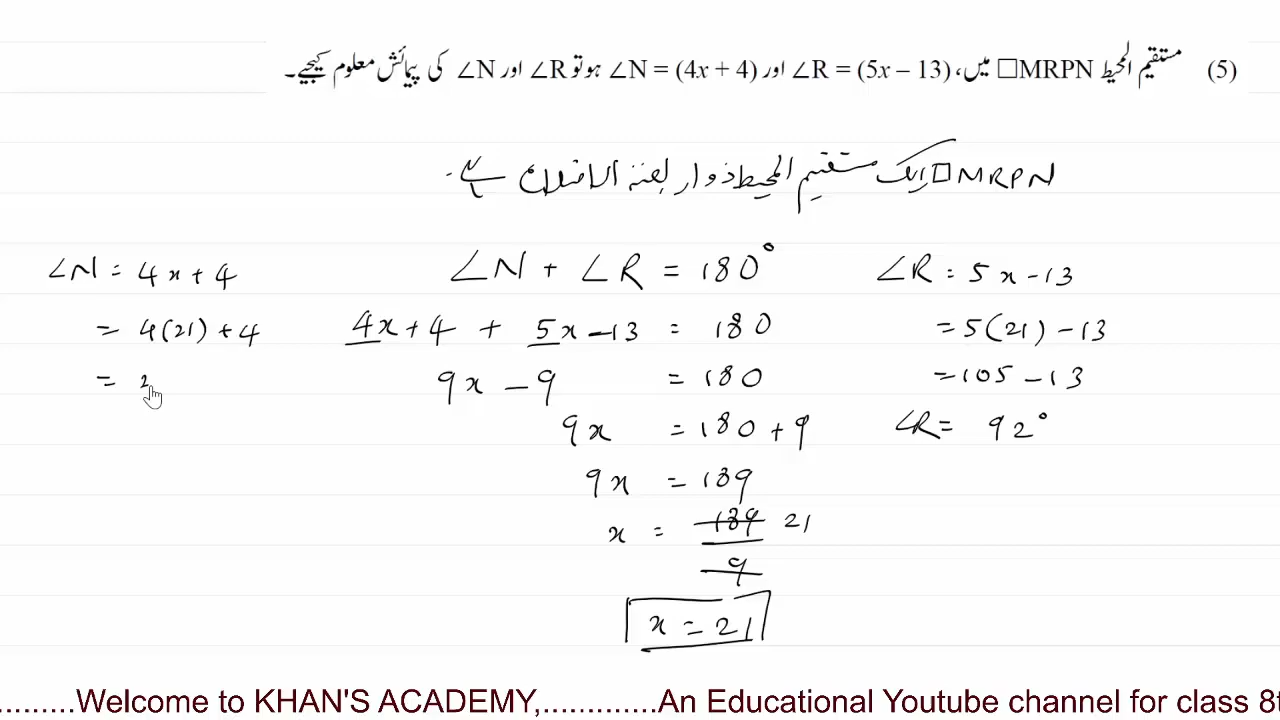 (5) مستقیم المحیط □MRPN میں، ∠R = (5x – 13) اور ∠N = (4x + 4) ہو تو ∠R اور ∠N کی پیمائش معلوم کیجیے۔
□MRPN ایک مستقیم المحیط ذوار بعۃ الاضلاع ہے۔
∠N = 4x + 4
= 4(21) + 4
=
∠N + ∠R = 180°
4x + 4 + 5x – 13 = 180
9x – 9 = 180
9x = 180 + 9
9x = 189
x = 189 21
9
x = 21
∠R = 5x – 13
= 5(21) – 13
= 105 – 13
∠R = 92°
.........Welcome to KHAN'S ACADEMY,.............An Educational Youtube channel for class 8t